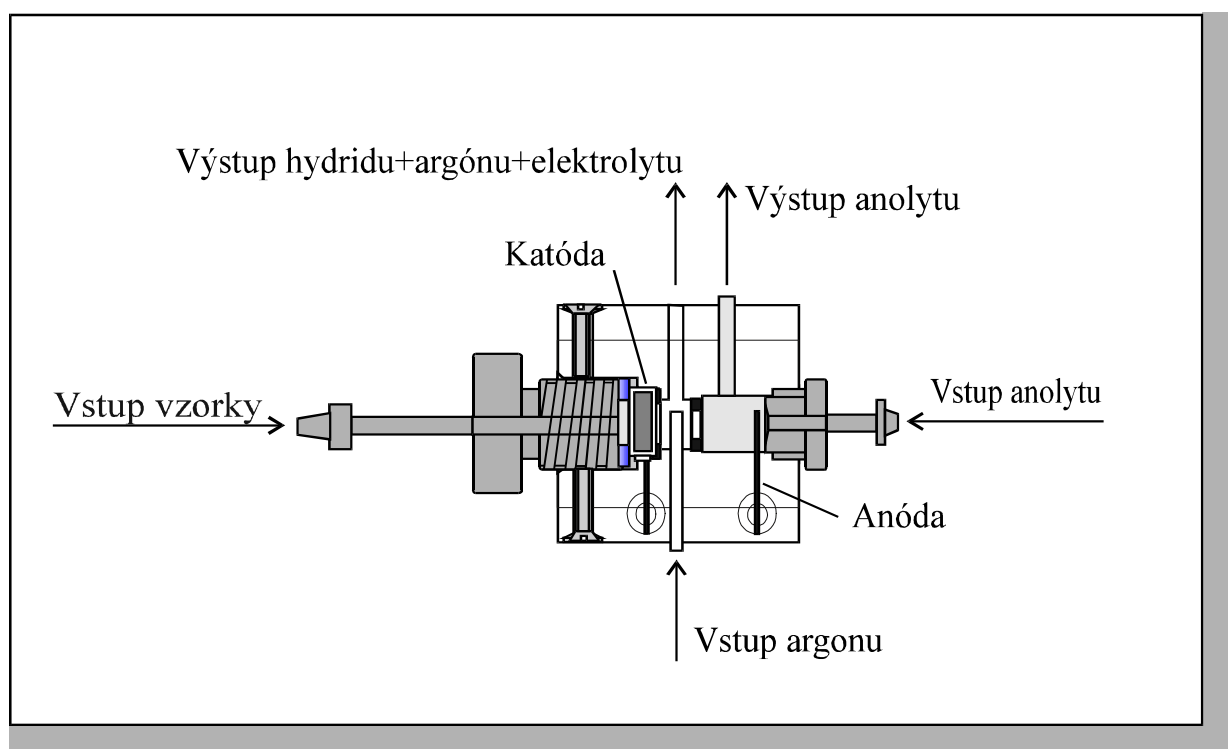 Výstup hydridu+argónu+elektrolytu
Výstup anolytu
Katóda
Vstup vzorky
Vstup anolytu
Anóda
Vstup argonu